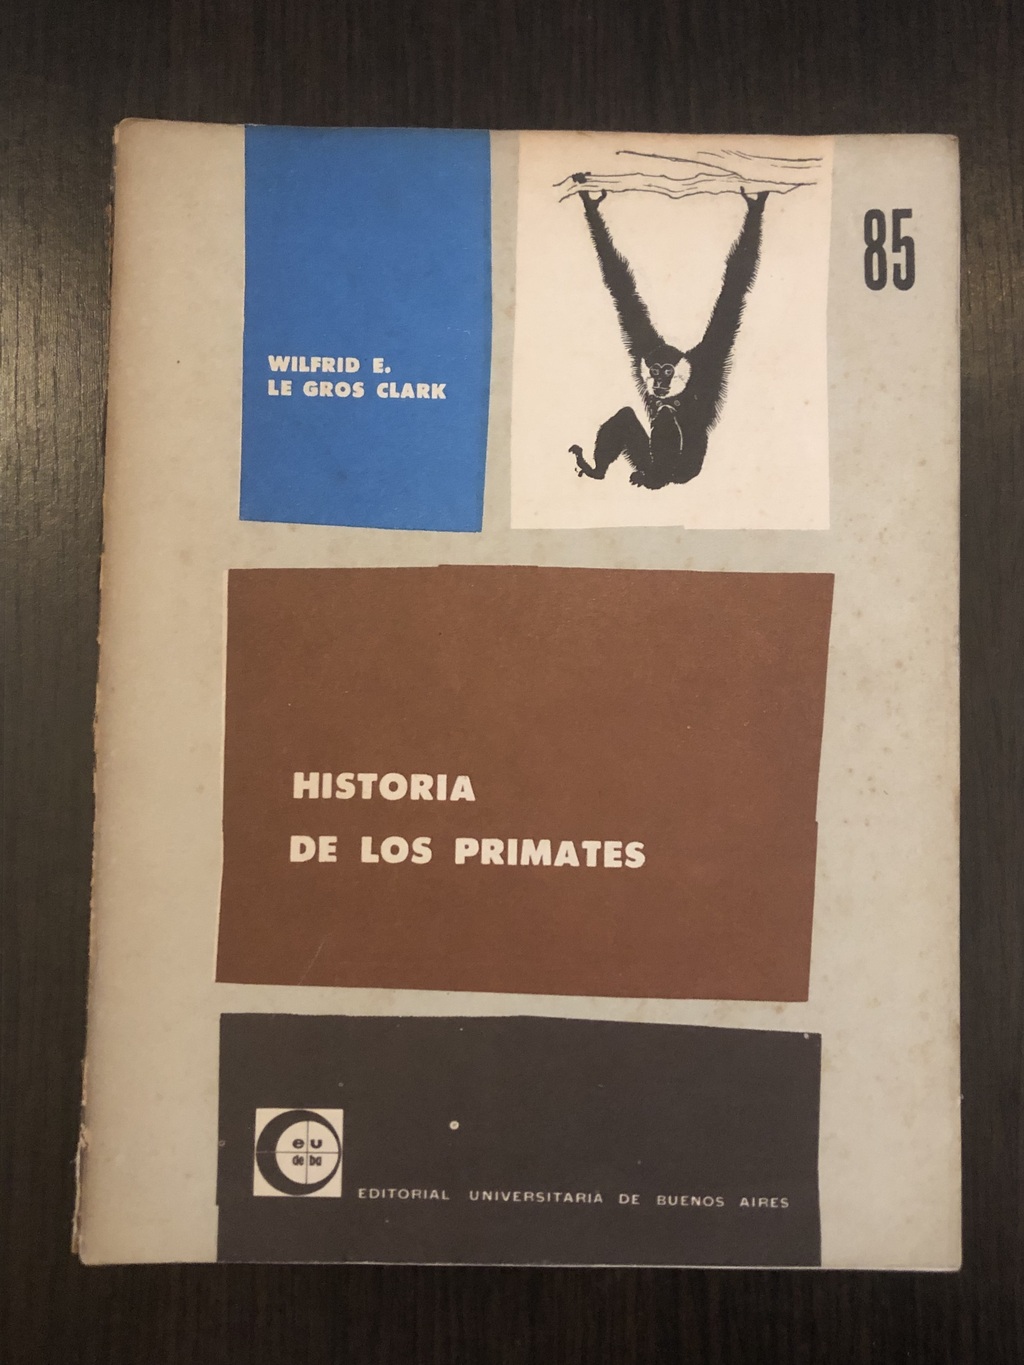 WILFRID E.
LE GROS CLARK
85
HISTORIA
DE LOS PRIMATES
eu
de ba
EDITORIAL UNIVERSITARIA DE BUENOS AIRES